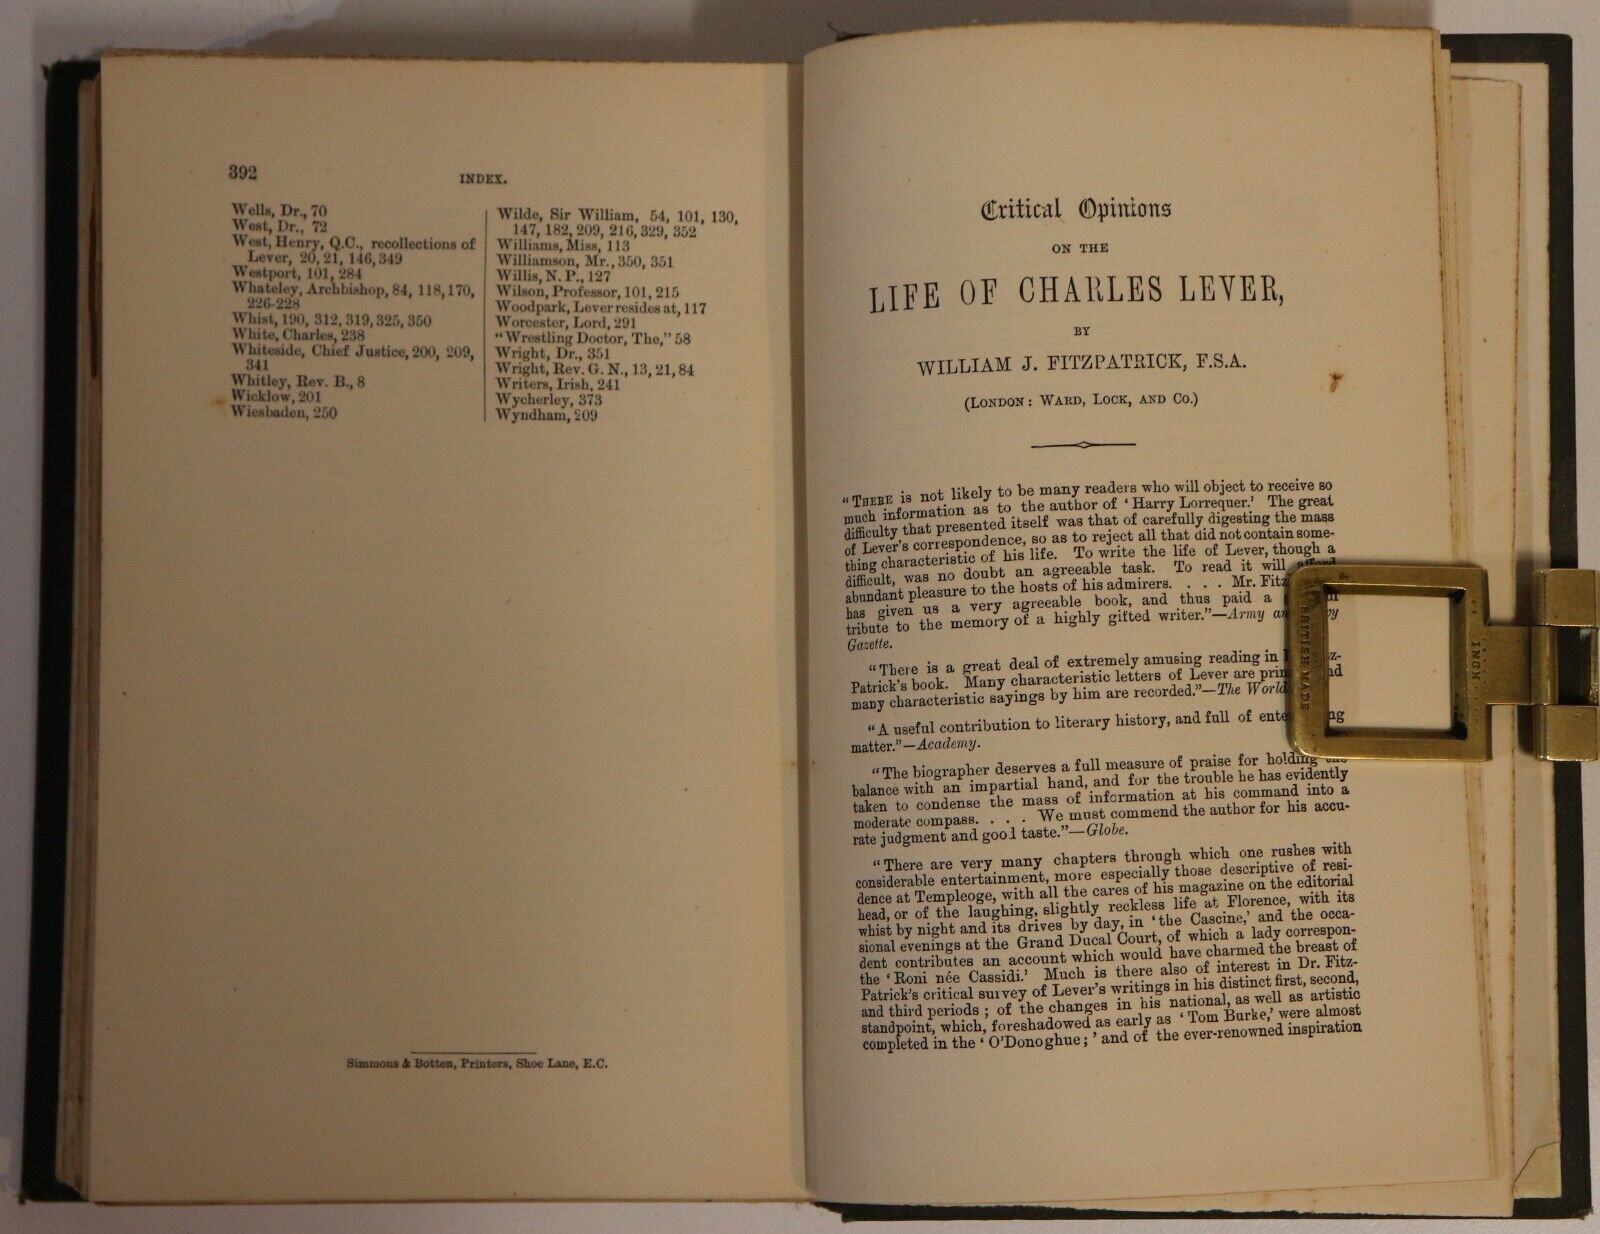 392
INDEX.
Wells, Dr., 70
West, Dr., 72
West, Henry, Q.C., recollections of
Lever, 20, 21, 146, 349
Westport, 101, 284
Whateley, Archbishop, 84, 118, 170,
226-228
Whist, 190, 312, 319, 325, 350
White, Charles, 238
Whiteside, Chief Justice, 200, 209,
341
Whitley, Rev. B., 8
Wicklow, 201
Wiesbaden, 250
Wilde, Sir William, 54, 101, 130,
147, 182, 209, 216, 329, 352
Williams, Miss, 113
Williamson, Mr., 350, 351
Willis, N. P., 127
Wilson, Professor, 101, 215
Woodpark, Lever resides at, 117
Worcester, Lord, 291
"Wrestling Doctor, The," 58
Wright, Dr., 351
Wright, Rev. G. N., 13, 21, 84
Writers, Irish, 241
Wycherley, 373
Wyndham, 209
Simmons & Botten, Printers, Shoe Lane, E.C.
Critical Opinions
ON THE
LIFE OF CHARLES LEVER,
BY
WILLIAM J. FITZPATRICK, F.S.A.
(LONDON: WARD, LOCK, AND CO.)
"THERE is not likely to be many readers who will object to receive so
much information as to the author of 'Harry Lorrequer.' The great
difficulty that presented itself was that of carefully digesting the mass
of Lever's correspondence, so as to reject all that did not contain some-
thing characteristic of his life. To write the life of Lever, though a
difficult, was no doubt an agreeable task. To read it will afford
abundant pleasure to the hosts of his admirers. . . . Mr. Fitz
has given us a very agreeable book, and thus paid a
tribute to the memory of a highly gifted writer."—Army
Gazette.
"There is a great deal of extremely amusing reading in
Patrick's book. Many characteristic letters of Lever are
many characteristic sayings by him are recorded."—The World
"A useful contribution to literary history, and full of
matter."—Academy.
"The biographer deserves a full measure of praise for holding the
balance with an impartial hand, and for the trouble he has evidently
taken to condense the mass of information at his command into a
moderate compass. . . . We must commend the author for his accu-
rate judgment and goo l taste."—Globe.
"There are very many chapters through which one rushes with
considerable entertainment, more especially those descriptive of resi-
dence at Templeoge, with all the cares of his magazine on the editorial
head, or of the laughing, slightly reckless life at Florence, with its
whist by night and its drives by day, in 'the Cascine,' and the occa-
sional evenings at the Grand Ducal Court, of which a lady correspon-
dent contributes an account which would have charmed the breast of
the 'Roni née Cassidi.' Much is there also of interest in Dr. Fitz-
Patrick's critical survey of Lever's writings in his distinct first, second,
and third periods; of the changes in his national, as well as artistic
standpoint, which, foreshadowed as early as 'Tom Burke,' were almost
completed in the 'O'Donoghue;' and of the ever-renowned inspiration
BRITISH MADE